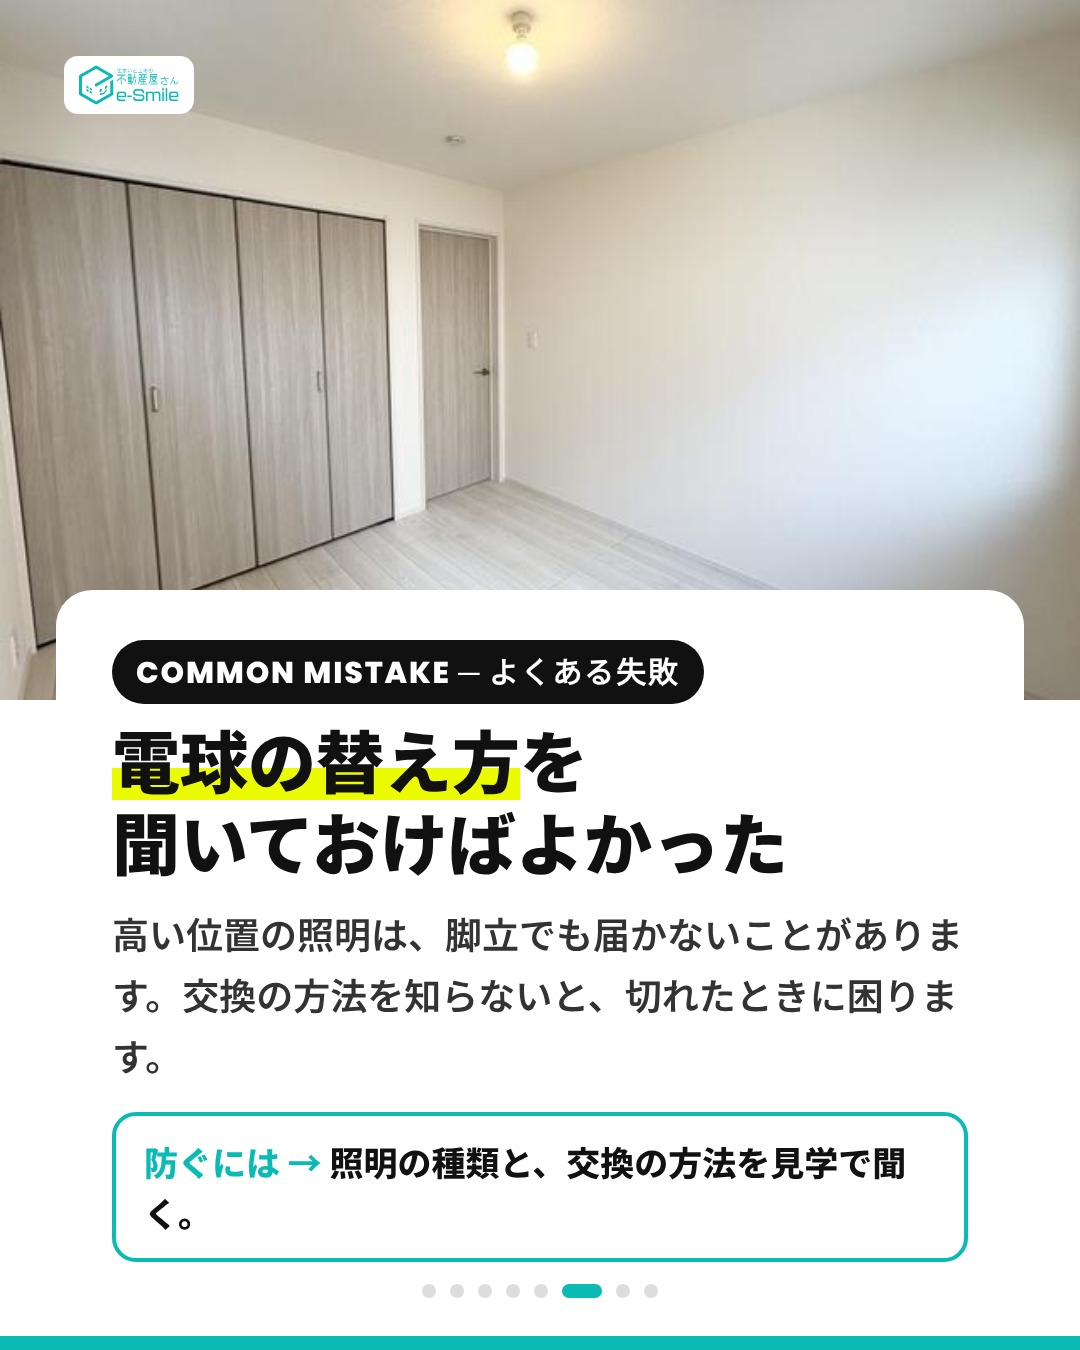 不動産屋さん
e-Smile
COMMON MISTAKE — よくある失敗
電球の替え方を
聞いておけばよかった
高い位置の照明は、脚立でも届かないことがありま
す。交換の方法を知らないと、切れたときに困りま
す。
防ぐには → 照明の種類と、交換の方法を見学で聞
く。